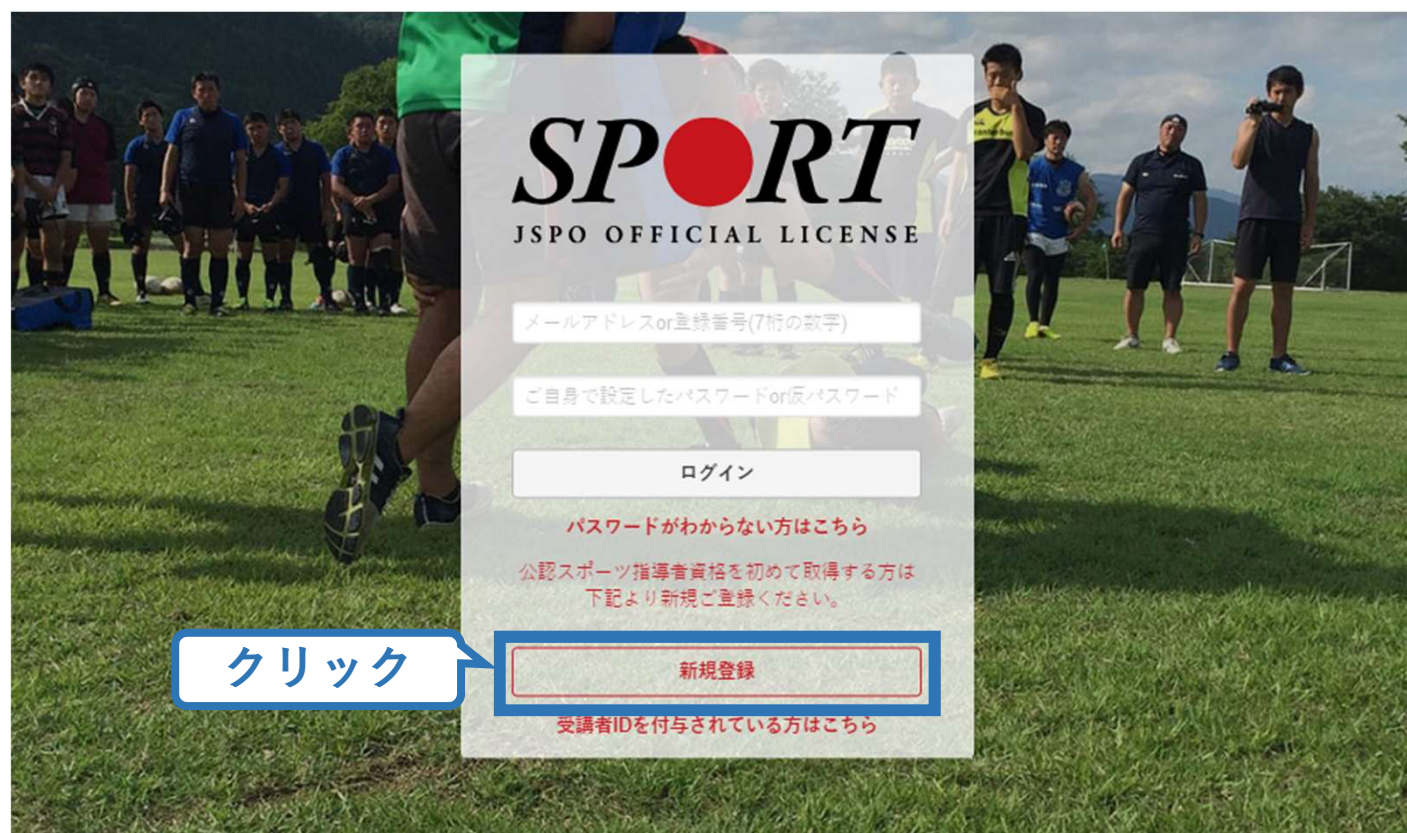 SPORT
JSPO OFFICIAL LICENSE
メールアドレスor登録番号(7桁の数字)
ご自身で設定したパスワードor仮パスワード
ログイン
パスワードがわからない方はこちら
公認スポーツ指導者資格を初めて取得する方は
下記より新規ご登録ください。
クリック
新規登録
受講者IDを付与されている方はこちら